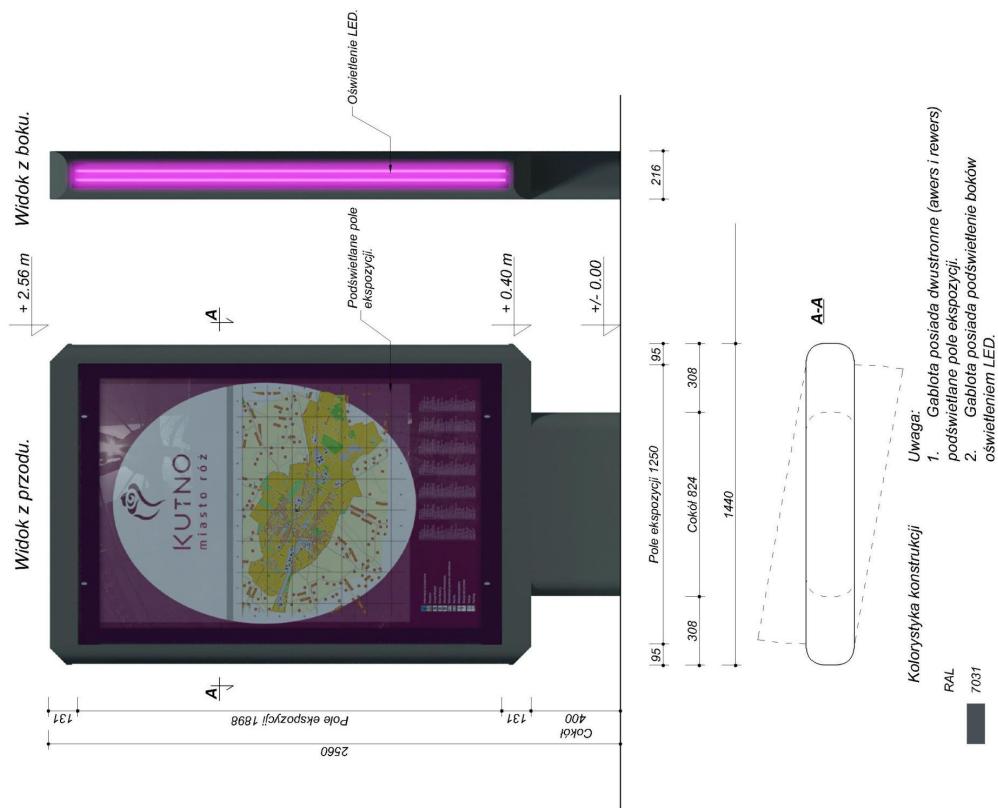 Widok z przodu.
Widok z boku.
+ 2.56 m
A
A
KUTNO
miasto róż
Podświetlane pole
ekspozycji.
Oświetlenie LED.
+ 0.40 m
+/- 0.00
131
Pole ekspozycji 1898
131
400
Cokół
2560
95
Pole ekspozycji 1250
95
216
308
Cokół 824
308
1440
A-A
Kolorystyka konstrukcji
RAL
7031
Uwaga:
1. Gablota posiada dwustronne (awers i rewers)
podświetlane pole ekspozycji.
2. Gablota posiada podświetlenie boków
oświetleniem LED.